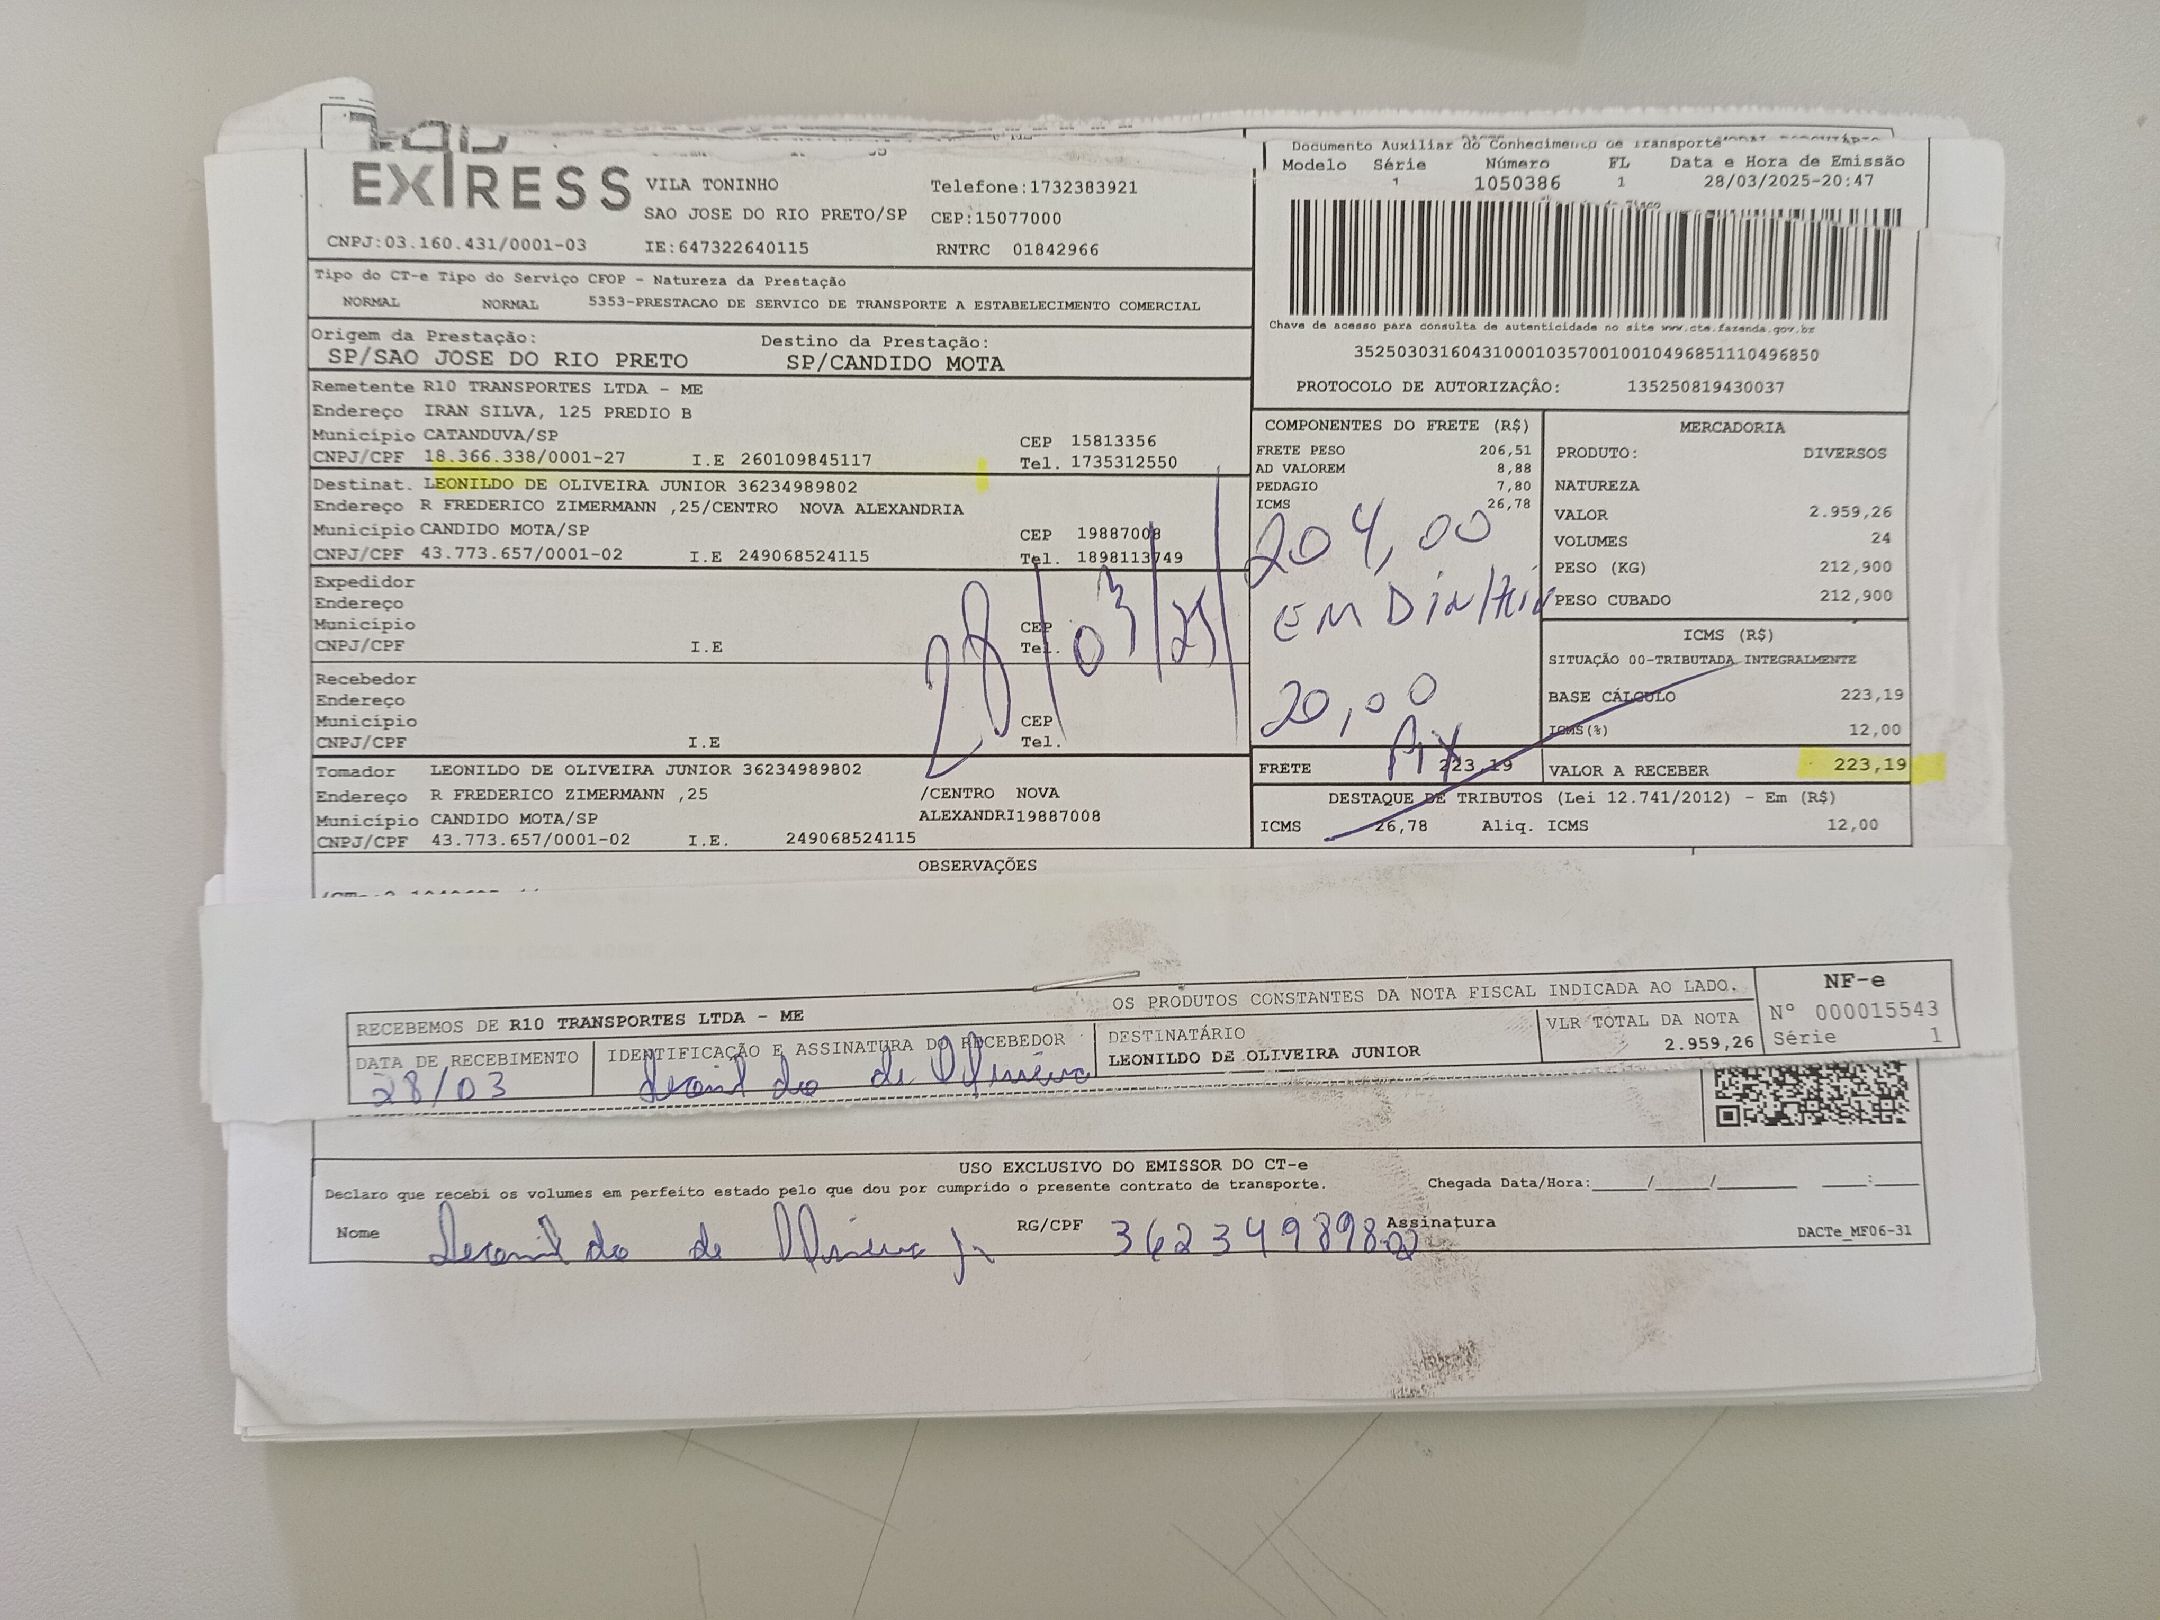 EXPRESS
VILA TONINHO
Telefone:1732383921
SAO JOSE DO RIO PRETO/SP CEP:15077000
CNPJ:03.160.431/0001-03 IE:647322640115 RNTRC 01842966
Documento Auxiliar do Conhecimento de Transporte
Modelo Série Número FL Data e Hora de Emissão
1 1050386 1 28/03/2025-20:47
Chave de acesso para consulta de autenticidade no site www.cte.fazenda.gov.br
35250303160431000103570010010496851110496850
PROTOCOLO DE AUTORIZAÇÂO: 135250819430037
Tipo do CT-e Tipo do Serviço CFOP - Natureza da Prestação
NORMAL NORMAL 5353-PRESTACAO DE SERVICO DE TRANSPORTE A ESTABELECIMENTO COMERCIAL
Origem da Prestação: Destino da Prestação:
SP/SAO JOSE DO RIO PRETO SP/CANDIDO MOTA
Remetente R10 TRANSPORTES LTDA - ME
Endereço IRAN SILVA, 125 PREDIO B
Município CATANDUVA/SP CEP 15813356
CNPJ/CPF 18.366.338/0001-27 I.E 260109845117 Tel. 1735312550
Destinat. LEONILDO DE OLIVEIRA JUNIOR 36234989802
Endereço R FREDERICO ZIMERMANN ,25/CENTRO NOVA ALEXANDRIA
Município CANDIDO MOTA/SP CEP 19887008
CNPJ/CPF 43.773.657/0001-02 I.E 249068524115 Tel. 1898113749
Expedidor
Endereço
Município CEP
CNPJ/CPF I.E Tel.
Recebedor
Endereço
Município CEP
CNPJ/CPF I.E Tel.
28/03/25
Tomador LEONILDO DE OLIVEIRA JUNIOR 36234989802
Endereço R FREDERICO ZIMERMANN ,25 /CENTRO NOVA
Município CANDIDO MOTA/SP ALEXANDRI19887008
CNPJ/CPF 43.773.657/0001-02 I.E. 249068524115
COMPONENTES DO FRETE (R$)
FRETE PESO 206,51
AD VALOREM 8,88
PEDAGIO 7,80
ICMS 26,78
204,00
EM
20,00
PIX
FRETE 223,19
MERCADORIA
PRODUTO: DIVERSOS
NATUREZA
VALOR 2.959,26
VOLUMES 24
PESO (KG) 212,900
PESO CUBADO 212,900
ICMS (R$)
SITUAÇÃO 00-TRIBUTADA INTEGRALMENTE
BASE CÁLCULO 223,19
ICMS(%) 12,00
VALOR A RECEBER 223,19
DESTAQUE DE TRIBUTOS (Lei 12.741/2012) - Em (R$)
ICMS 26,78 Aliq. ICMS 12,00
OBSERVAÇÕES
RECEBEMOS DE R10 TRANSPORTES LTDA - ME OS PRODUTOS CONSTANTES DA NOTA FISCAL INDICADA AO LADO.
DATA DE RECEBIMENTO
28/03
IDENTIFICAÇÃO E ASSINATURA DO RECEBEDOR
Leonildo de Oliveira
DESTINATÁRIO
LEONILDO DE OLIVEIRA JUNIOR
VLR TOTAL DA NOTA
2.959,26
NF-e
Nº 000015543
Série 1
USO EXCLUSIVO DO EMISSOR DO CT-e
Declaro que recebi os volumes em perfeito estado pelo que dou por cumprido o presente contrato de transporte. Chegada Data/Hora:____/____/______ ___:___
Nome Leonildo de Oliveira Jr RG/CPF 36234989802 Assinatura
DACTe_MF06-31